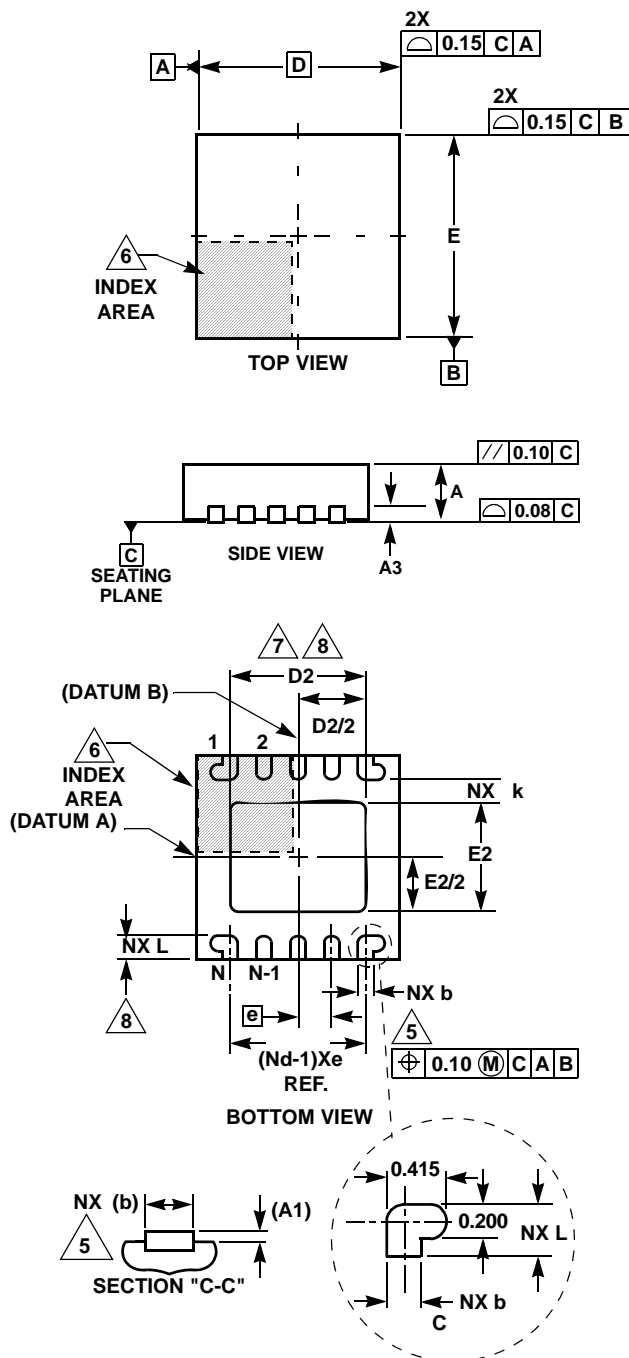 2X
⌓ 0.15 C A
A
D
2X
⌓ 0.15 C B
E
6
INDEX
AREA
TOP VIEW
B
// 0.10 C
A
⌓ 0.08 C
C
SEATING
PLANE
SIDE VIEW
A3
7 8
D2
(DATUM B)
D2/2
6
INDEX
AREA
1 2
NX k
(DATUM A)
E2
E2/2
NX L
N N-1
NX b
8
e
5
(Nd-1)Xe
REF.
⌖ 0.10 Ⓜ C A B
BOTTOM VIEW
0.415
NX (b)
(A1)
0.200
NX L
5
SECTION "C-C"
NX b
C